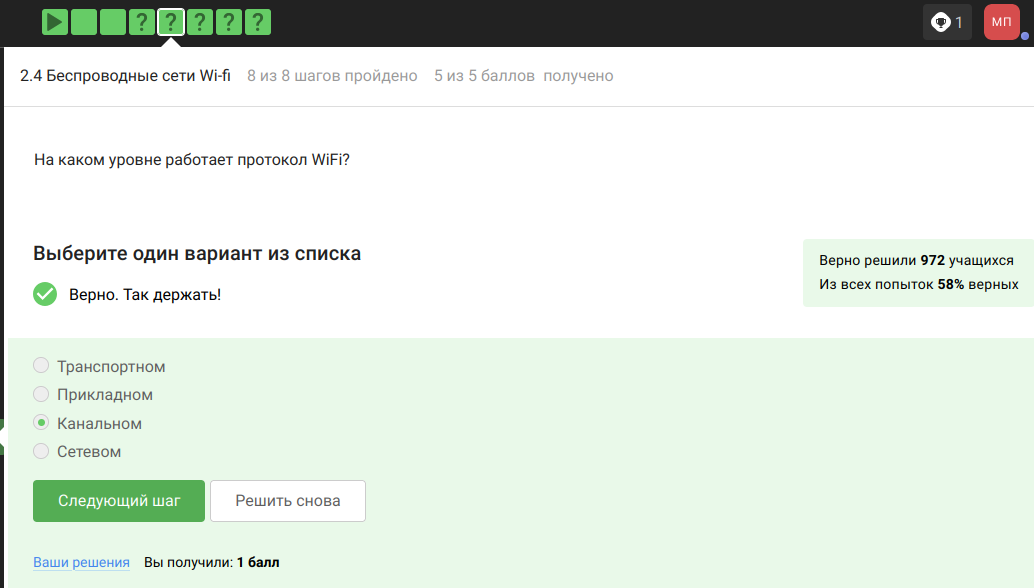 ? ? ? ? ?
1
МП
2.4 Беспроводные сети Wi-fi 8 из 8 шагов пройдено 5 из 5 баллов получено
На каком уровне работает протокол WiFi?
Выберите один вариант из списка
Верно решили 972 учащихся
Из всех попыток 58% верных
Верно. Так держать!
Транспортном
Прикладном
Канальном
Сетевом
Следующий шаг Решить снова
Ваши решения Вы получили: 1 балл